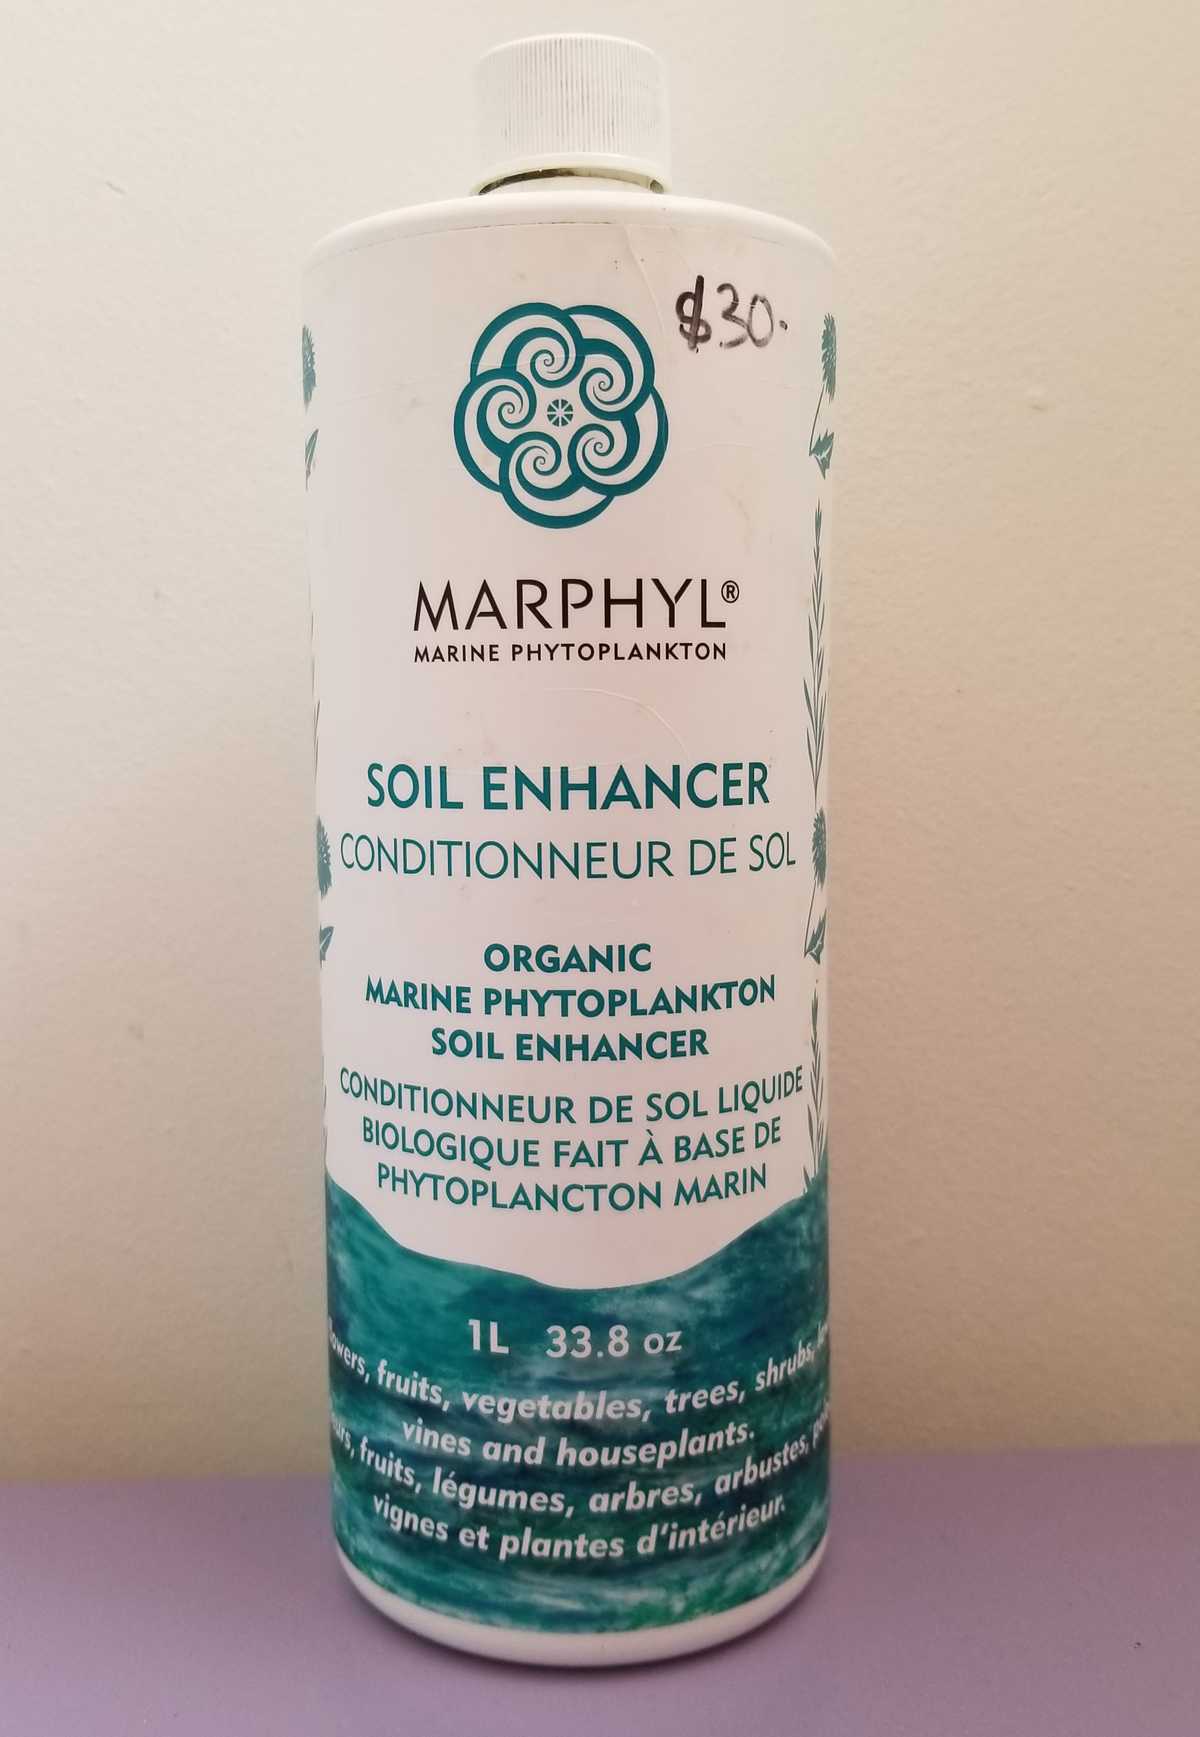 $30.
MARPHYL®
MARINE PHYTOPLANKTON
SOIL ENHANCER
CONDITIONNEUR DE SOL
ORGANIC
MARINE PHYTOPLANKTON
SOIL ENHANCER
CONDITIONNEUR DE SOL LIQUIDE
BIOLOGIQUE FAIT À BASE DE
PHYTOPLANCTON MARIN
1L 33.8 oz
fruits, vegetables, trees, shrubs,
vines and houseplants.
fruits, légumes, arbres, arbustes,
vignes et plantes d'intérieur.